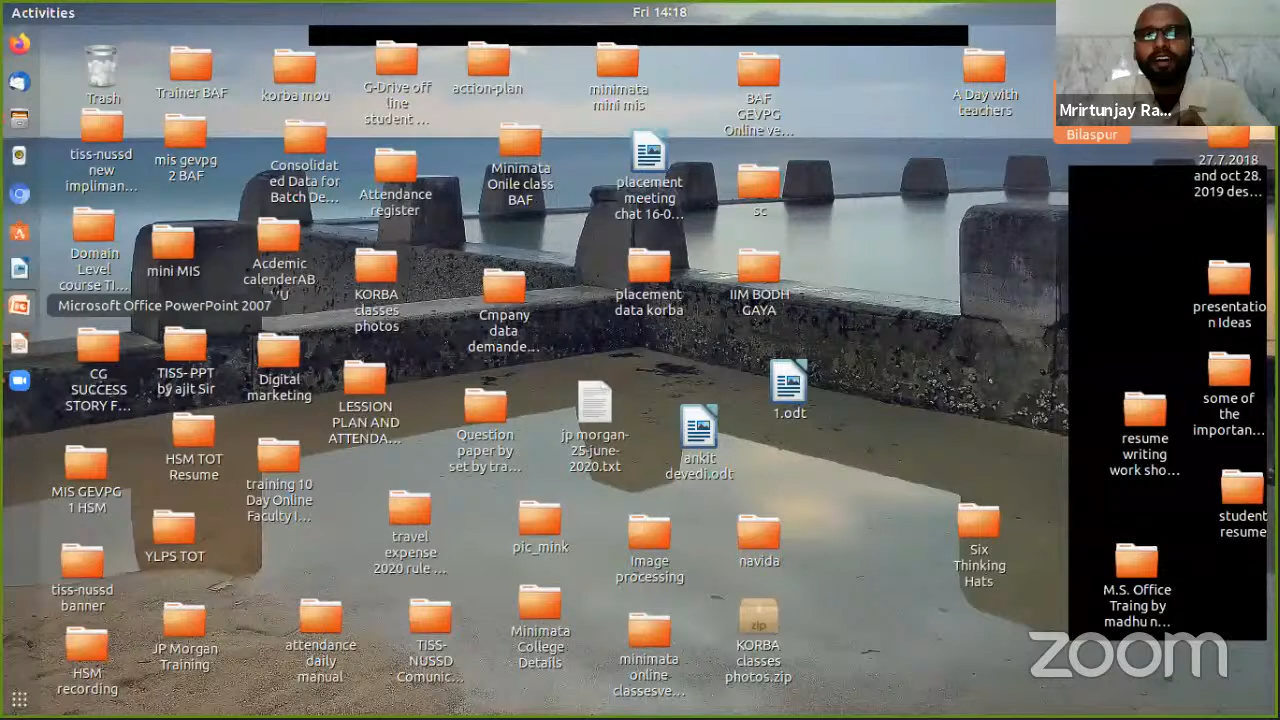 Activities
Fri 14:18
Mrirtunjay Ra...
Bilaspur
Trash
Trainer BAF
korba mou
G-Drive off
line
student ...
action-plan
minimata
mini mis
BAF
GEVPG
Online ve...
A Day with
teachers
27.7.2018
and oct 28.
2019 des...
tiss-nussd
new
impliman...
mis gevpg
2 BAF
Consolidat
ed Data for
Batch De...
Attendance
register
Minimata
Onile class
BAF
placement
meeting
chat 16-0...
sc
Domain
Level
course TI...
mini MIS
Acdemic
calenderAB
VU
KORBA
classes
photos
Cmpany
data
demande...
placement
data korba
IIM BODH
GAYA
presentatio
n Ideas
Microsoft Office PowerPoint 2007
CG
SUCCESS
STORY F...
TISS- PPT
by ajit Sir
Digital
marketing
LESSION
PLAN AND
ATTENDA...
Question
paper by
set by tra...
jp morgan-
25-june-
2020.txt
ankit
devedi.odt
1.odt
resume
writing
work sho...
some of
the
importan...
MIS GEVPG
1 HSM
HSM TOT
Resume
training 10
Day Online
Faculty I...
travel
expense
2020 rule ...
pic_mink
Image
processing
navida
Six
Thinking
Hats
student
resume
YLPS TOT
tiss-nussd
banner
M.S. Office
Traing by
madhu n...
HSM
recording
JP Morgan
Training
attendance
daily
manual
TISS-
NUSSD
Comunic...
Minimata
College
Details
minimata
online
classesve...
zip
KORBA
classes
photos.zip
zoom